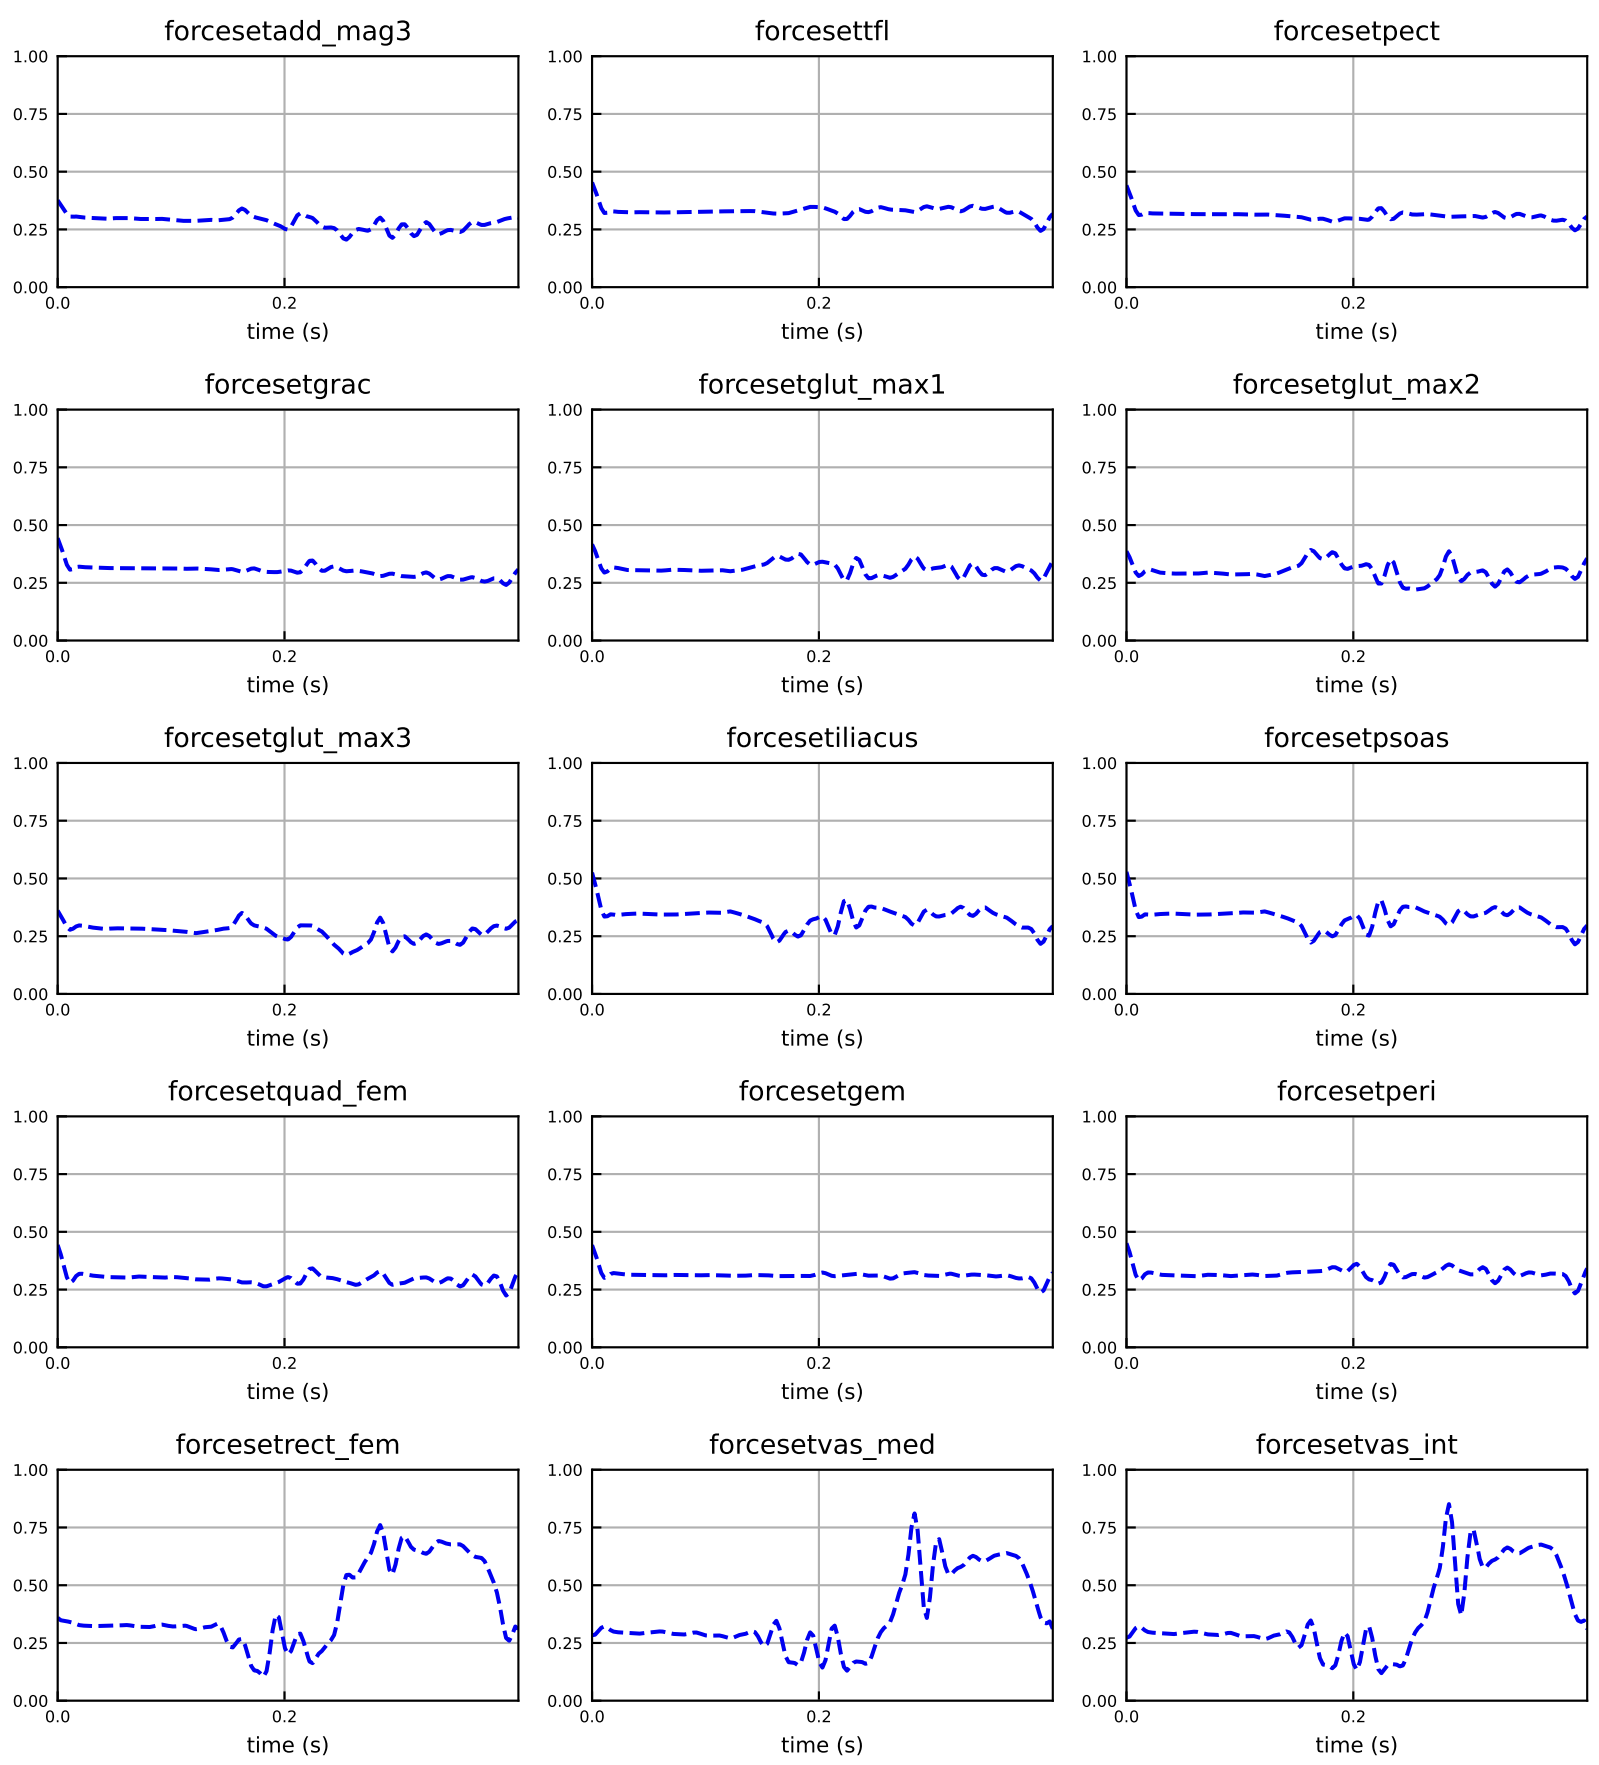 forcesetadd_mag3 forcesettfl forcesetpect
1.00 1.00 1.00
0.75 0.75 0.75
0.50 0.50 0.50
0.25 0.25 0.25
0.00 0.00 0.00
0.0 0.2 0.0 0.2 0.0 0.2
time (s) time (s) time (s)
forcesetgrac forcesetglut_max1 forcesetglut_max2
1.00 1.00 1.00
0.75 0.75 0.75
0.50 0.50 0.50
0.25 0.25 0.25
0.00 0.00 0.00
0.0 0.2 0.0 0.2 0.0 0.2
time (s) time (s) time (s)
forcesetglut_max3 forcesetiliacus forcesetpsoas
1.00 1.00 1.00
0.75 0.75 0.75
0.50 0.50 0.50
0.25 0.25 0.25
0.00 0.00 0.00
0.0 0.2 0.0 0.2 0.0 0.2
time (s) time (s) time (s)
forcesetquad_fem forcesetgem forcesetperi
1.00 1.00 1.00
0.75 0.75 0.75
0.50 0.50 0.50
0.25 0.25 0.25
0.00 0.00 0.00
0.0 0.2 0.0 0.2 0.0 0.2
time (s) time (s) time (s)
forcesetrect_fem forcesetvas_med forcesetvas_int
1.00 1.00 1.00
0.75 0.75 0.75
0.50 0.50 0.50
0.25 0.25 0.25
0.00 0.00 0.00
0.0 0.2 0.0 0.2 0.0 0.2
time (s) time (s) time (s)